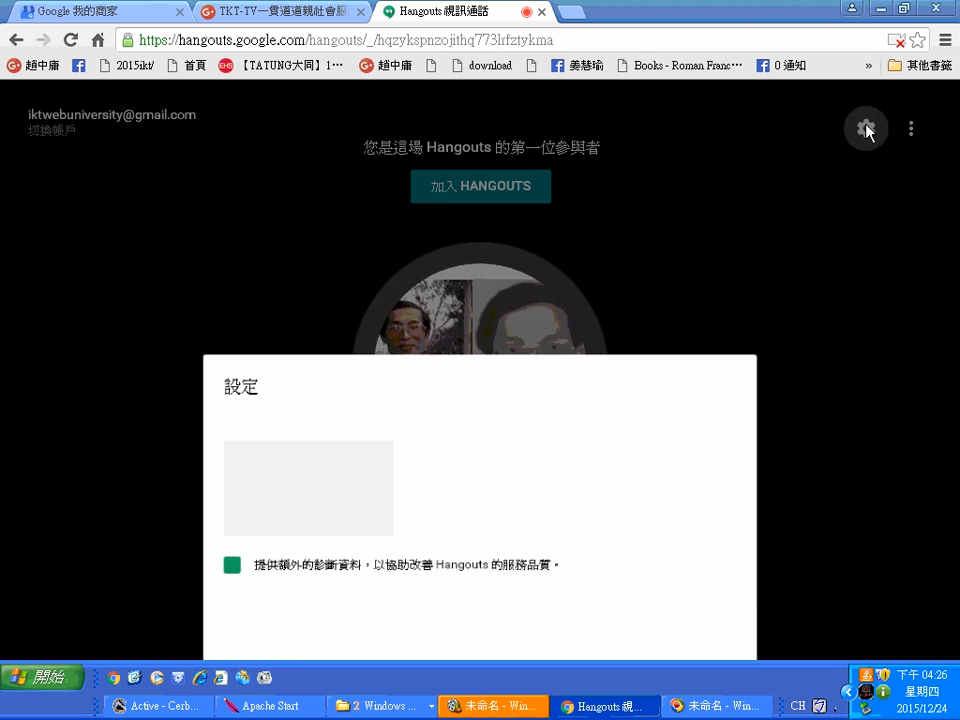 Google 我的商家
TKT-TV一貫道道親社會服
Hangouts 視訊通話
https://hangouts.google.com/hangouts/_/hqzykspnzojithq773lrfztykma
趙中庸
2015ikt/
首頁
EHS 【TATUNG大同】1…
趙中庸
download
姜慧瑜
Books - Roman Franc…
0 通知
»
其他書籤
iktwebuniversity@gmail.com
切換帳戶
您是這場 Hangouts 的第一位參與者
加入 HANGOUTS
設定
提供額外的診斷資料，以協助改善 Hangouts 的服務品質。
開始
下午 04:26
星期四
2015/12/24
Active - Cerb...
Apache Start
2 Windows ...
未命名 - Win...
Hangouts 視...
未命名 - Win...
CH